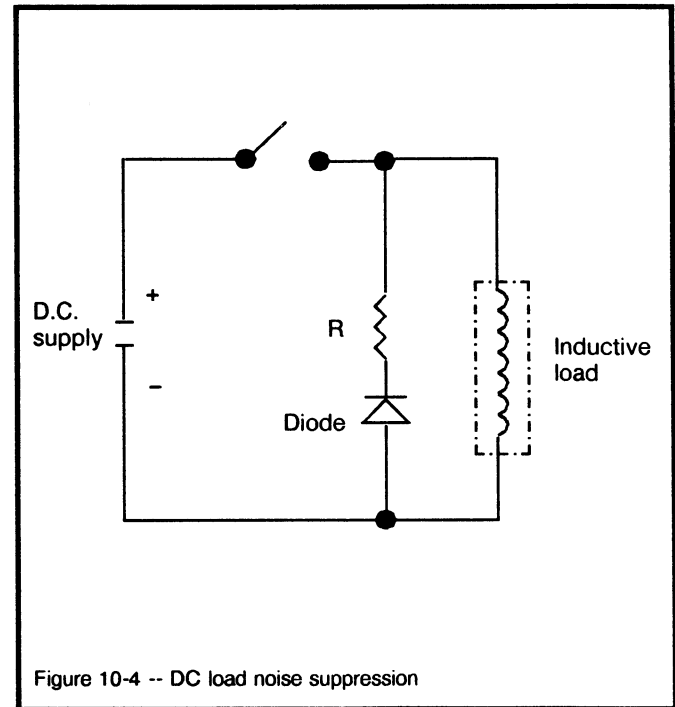 +
D.C.
supply
−
R
Diode
Inductive
load
Figure 10-4 -- DC load noise suppression